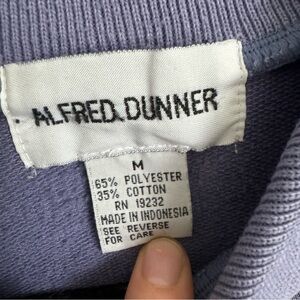 ALFRED.DUNNER
M
65% POLYESTER
35% COTTON
RN 19232
MADE IN INDONESIA
SEE REVERSE
FOR CARE